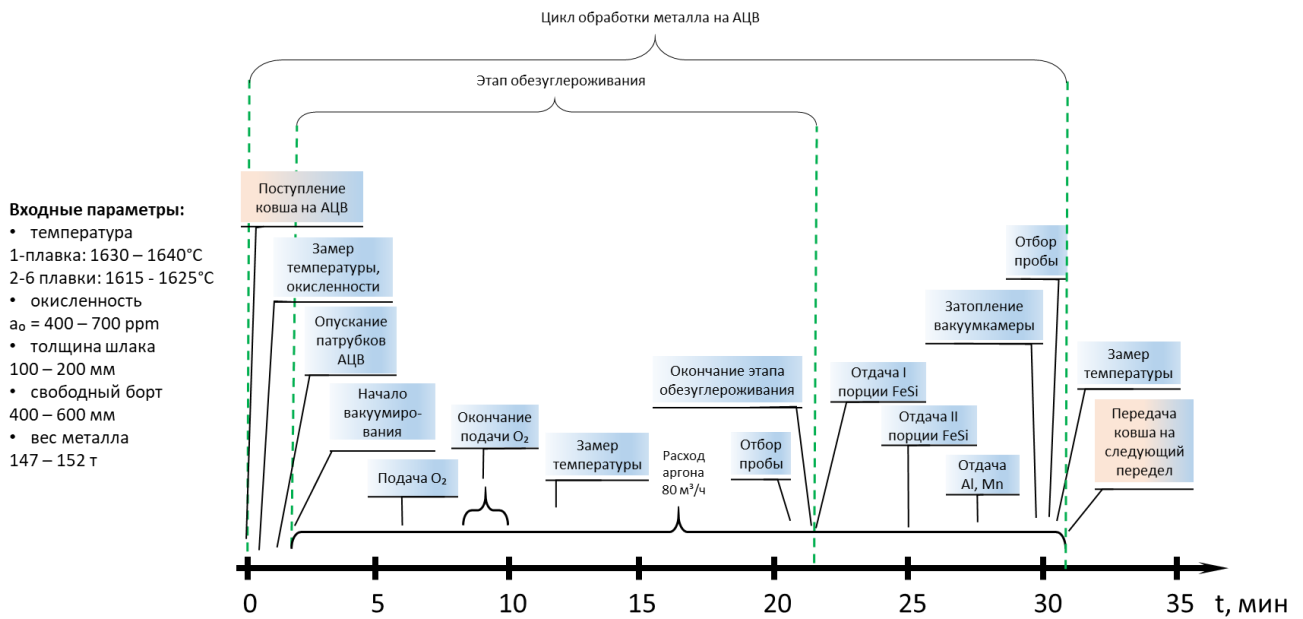 Цикл обработки металла на АЦВ
Этап обезуглероживания
Входные параметры:
• температура
1-плавка: 1630 – 1640°С
2-6 плавки: 1615 - 1625°С
• окисленность
aₒ = 400 – 700 ppm
• толщина шлака
100 – 200 мм
• свободный борт
400 – 600 мм
• вес металла
147 – 152 т
Поступление
ковша на АЦВ
Замер
температуры,
окисленности
Опускание
патрубков
АЦВ
Начало
вакуумиро-
вания
Подача O₂
Окончание
подачи O₂
Замер
температуры
Расход
аргона
80 м³/ч
Окончание этапа
обезуглероживания
Отбор
пробы
Отдача I
порции FeSi
Отдача II
порции FeSi
Отдача
Al, Mn
Затопление
вакуумкамеры
Отбор
пробы
Замер
температуры
Передача
ковша на
следующий
передел
0 5 10 15 20 25 30 35 t, мин